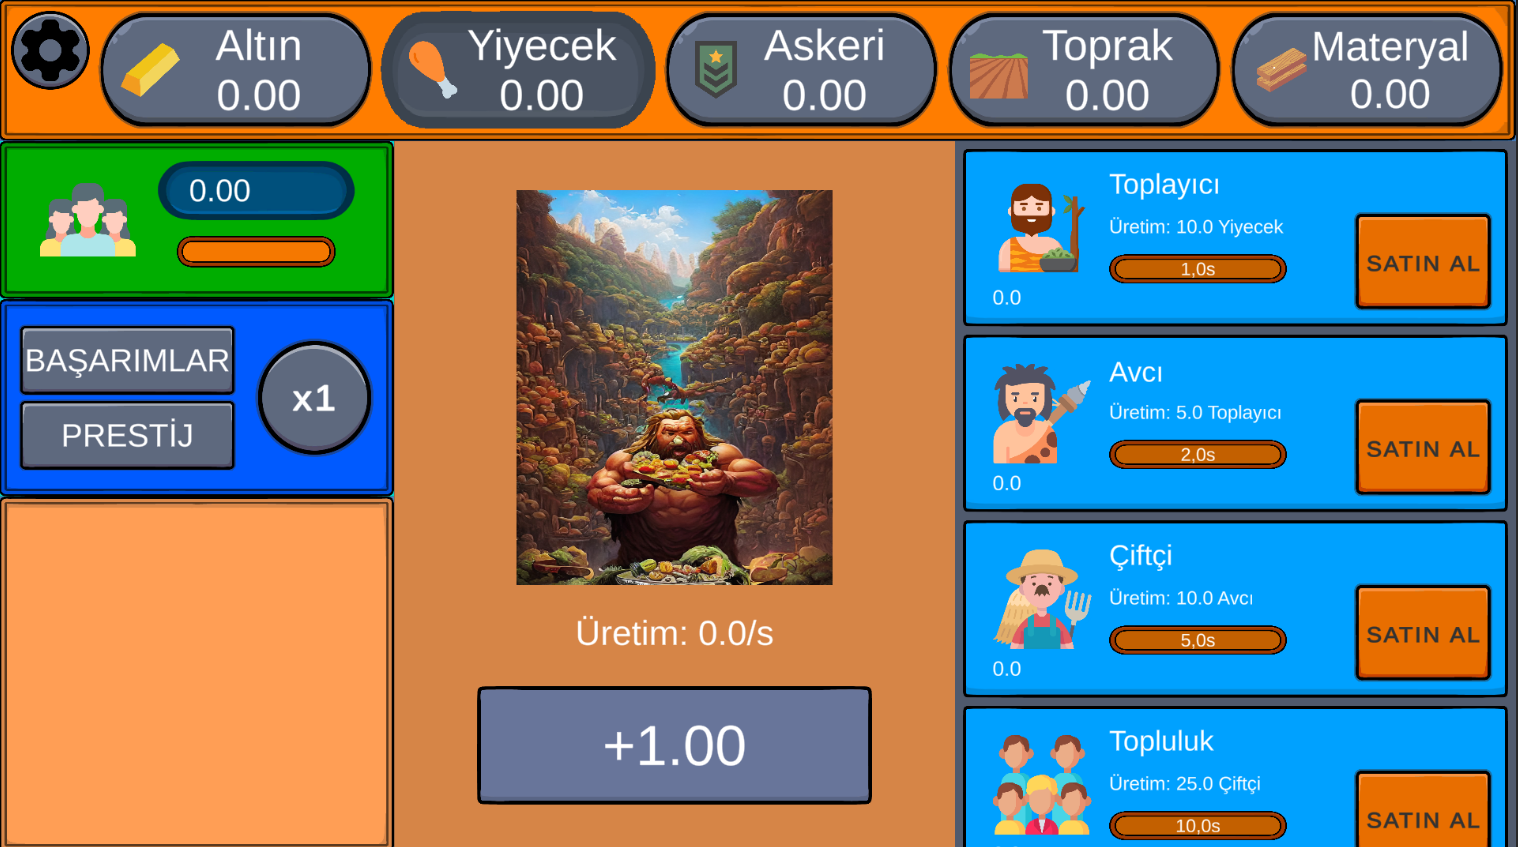 Altın
0.00
Yiyecek
0.00
Askeri
0.00
Toprak
0.00
Materyal
0.00
0.00
BAŞARIMLAR
PRESTİJ
x1
Üretim: 0.0/s
+1.00
Toplayıcı
Üretim: 10.0 Yiyecek
1,0s
0.0
SATIN AL
Avcı
Üretim: 5.0 Toplayıcı
2,0s
0.0
SATIN AL
Çiftçi
Üretim: 10.0 Avcı
5,0s
0.0
SATIN AL
Topluluk
Üretim: 25.0 Çiftçi
10,0s
SATIN AL